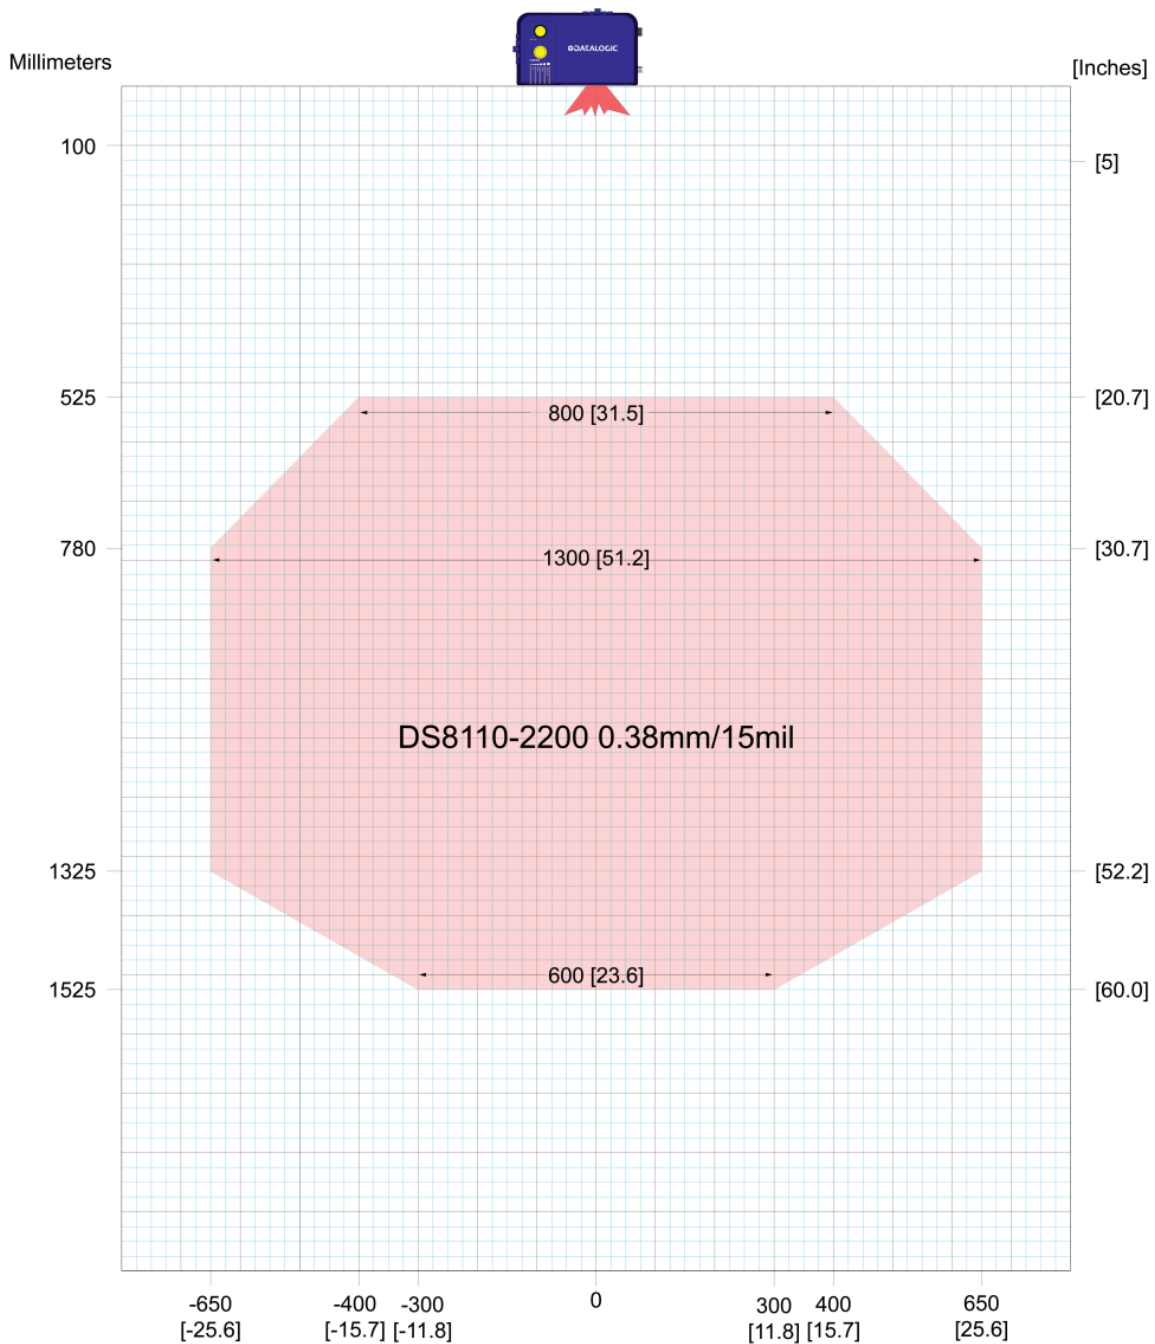 DATALOGIC
Millimeters
[Inches]
100
[5]
525
[20.7]
800 [31.5]
780
[30.7]
1300 [51.2]
DS8110-2200 0.38mm/15mil
1325
[52.2]
600 [23.6]
1525
[60.0]
-650 -400 -300 0 300 400 650
[-25.6] [-15.7] [-11.8] [11.8] [15.7] [25.6]